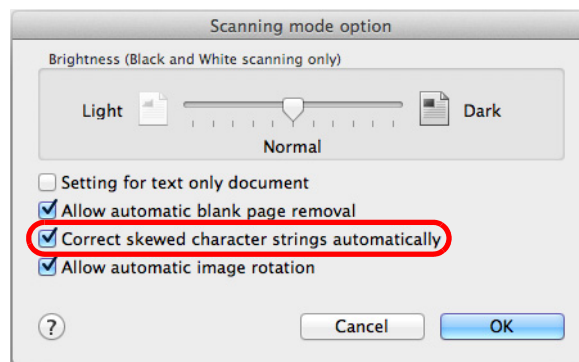 Scanning mode option
Brightness (Black and White scanning only)
Light Dark
Normal
Setting for text only document
Allow automatic blank page removal
Correct skewed character strings automatically
Allow automatic image rotation
? Cancel OK